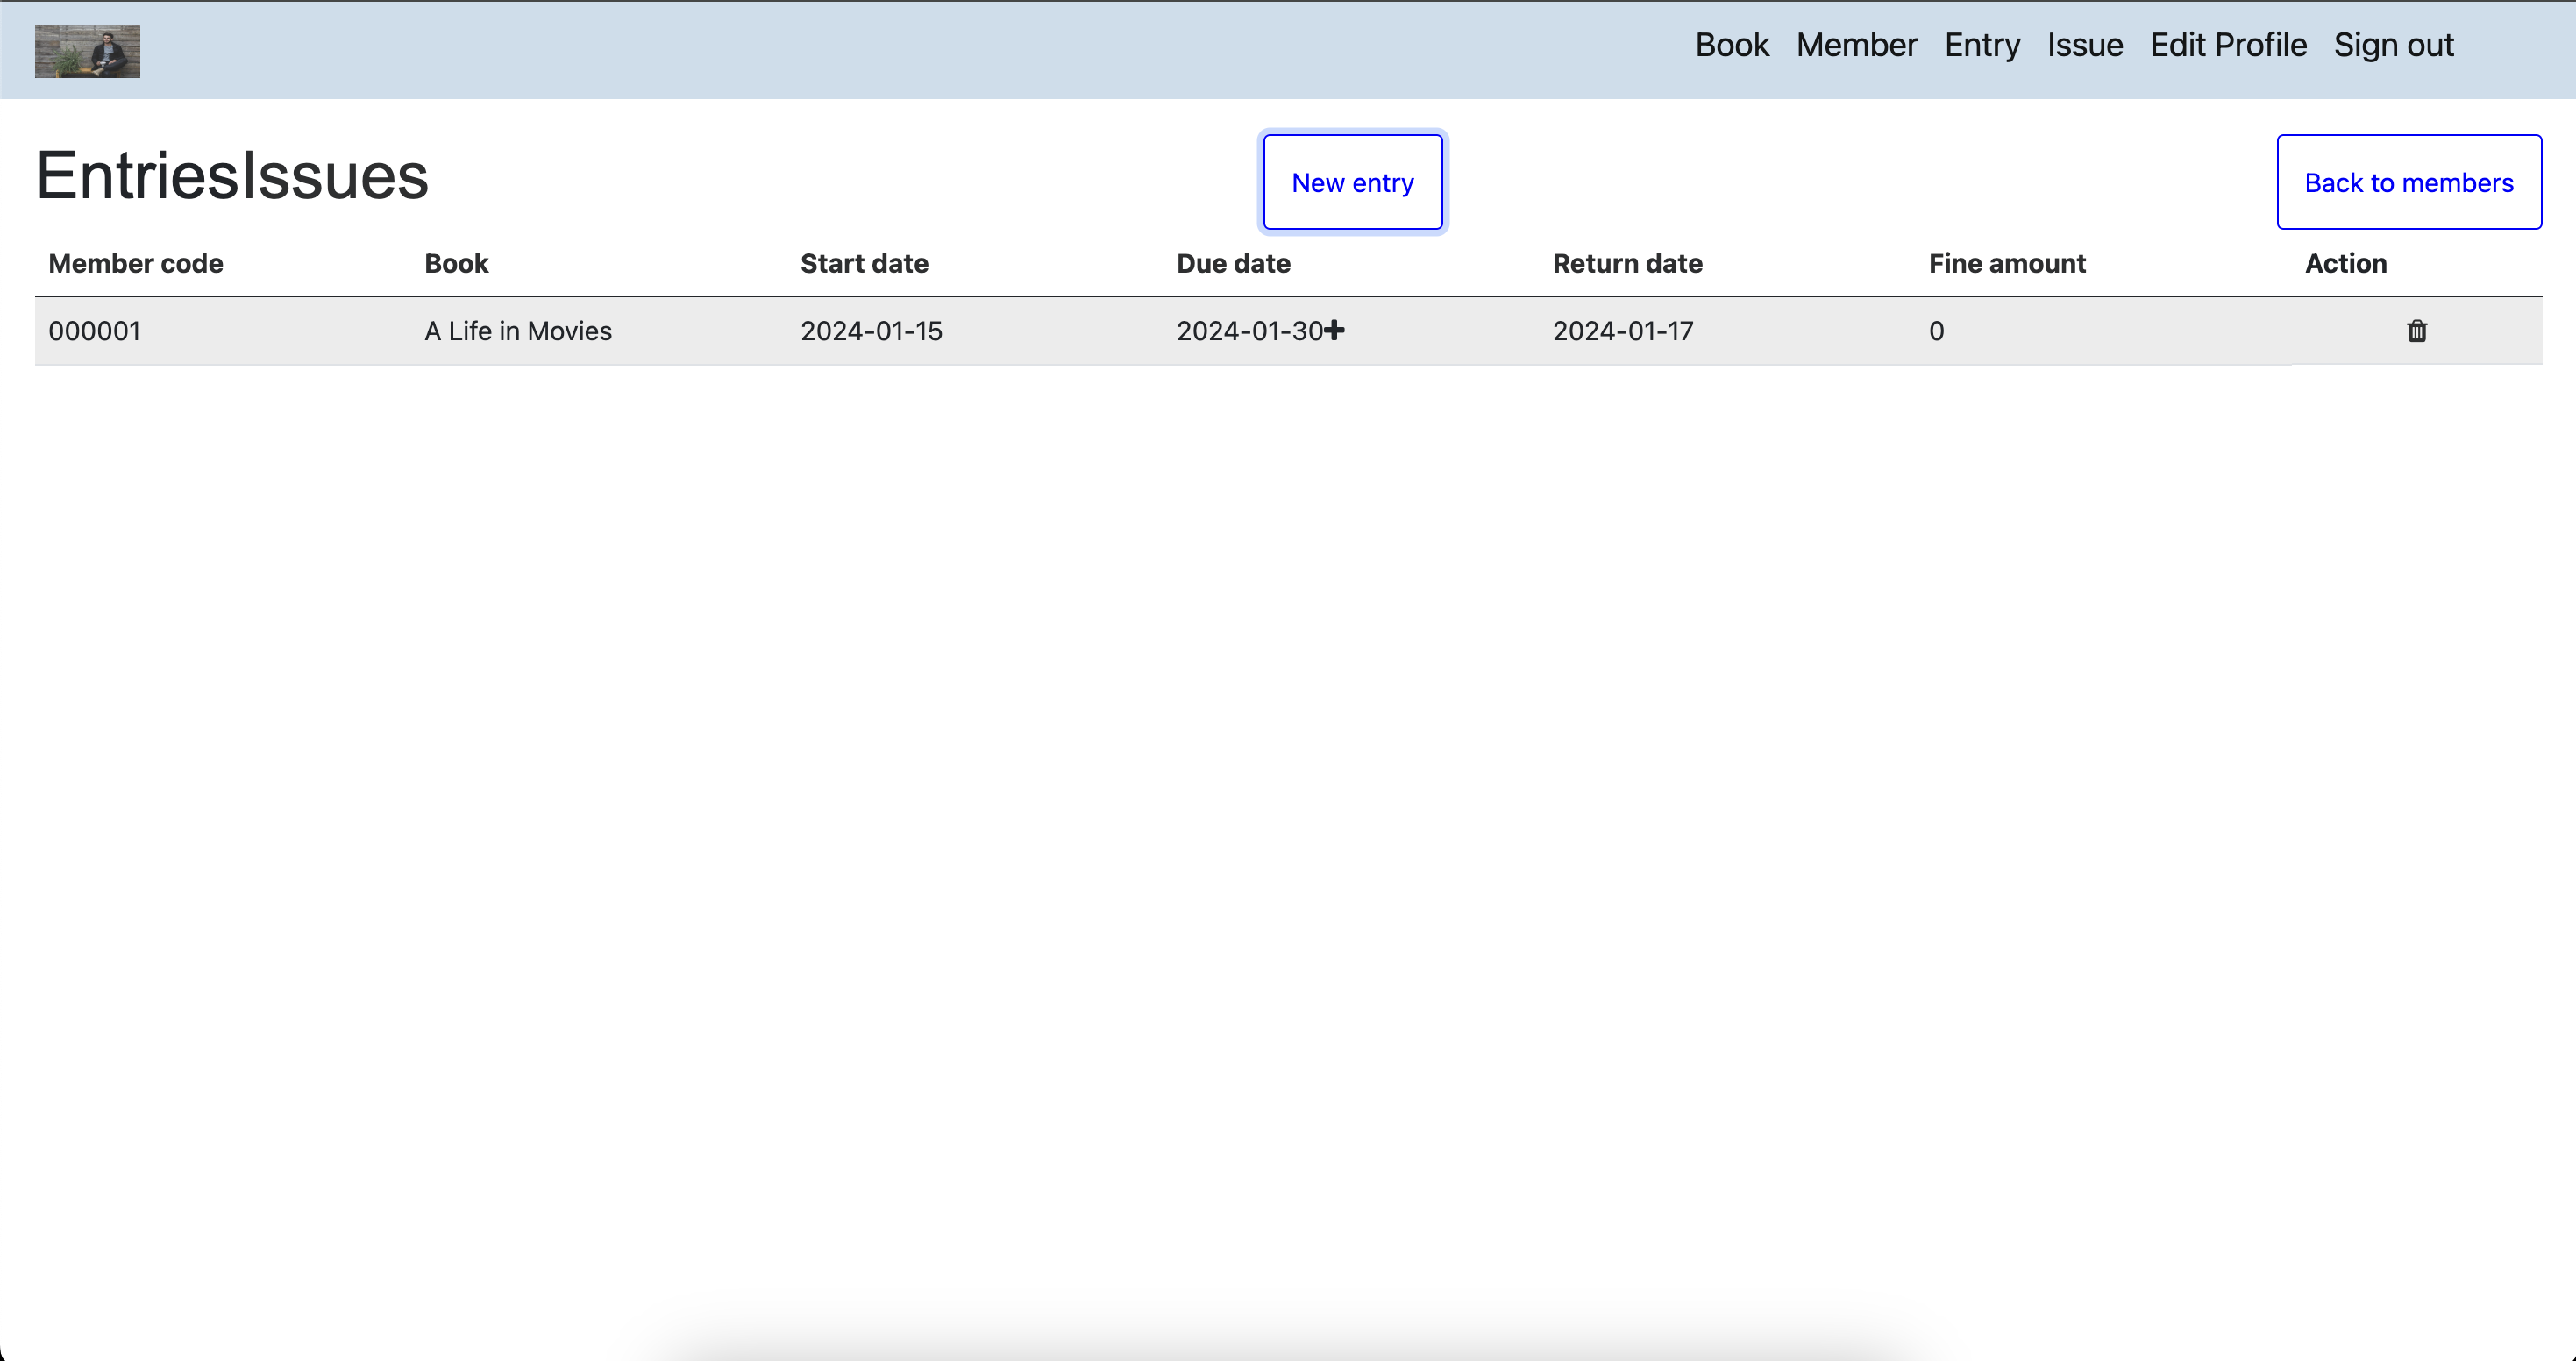 Book Member Entry Issue Edit Profile Sign out
EntriesIssues New entry Back to members
Member code Book Start date Due date Return date Fine amount Action
000001 A Life in Movies 2024-01-15 2024-01-30+ 2024-01-17 0